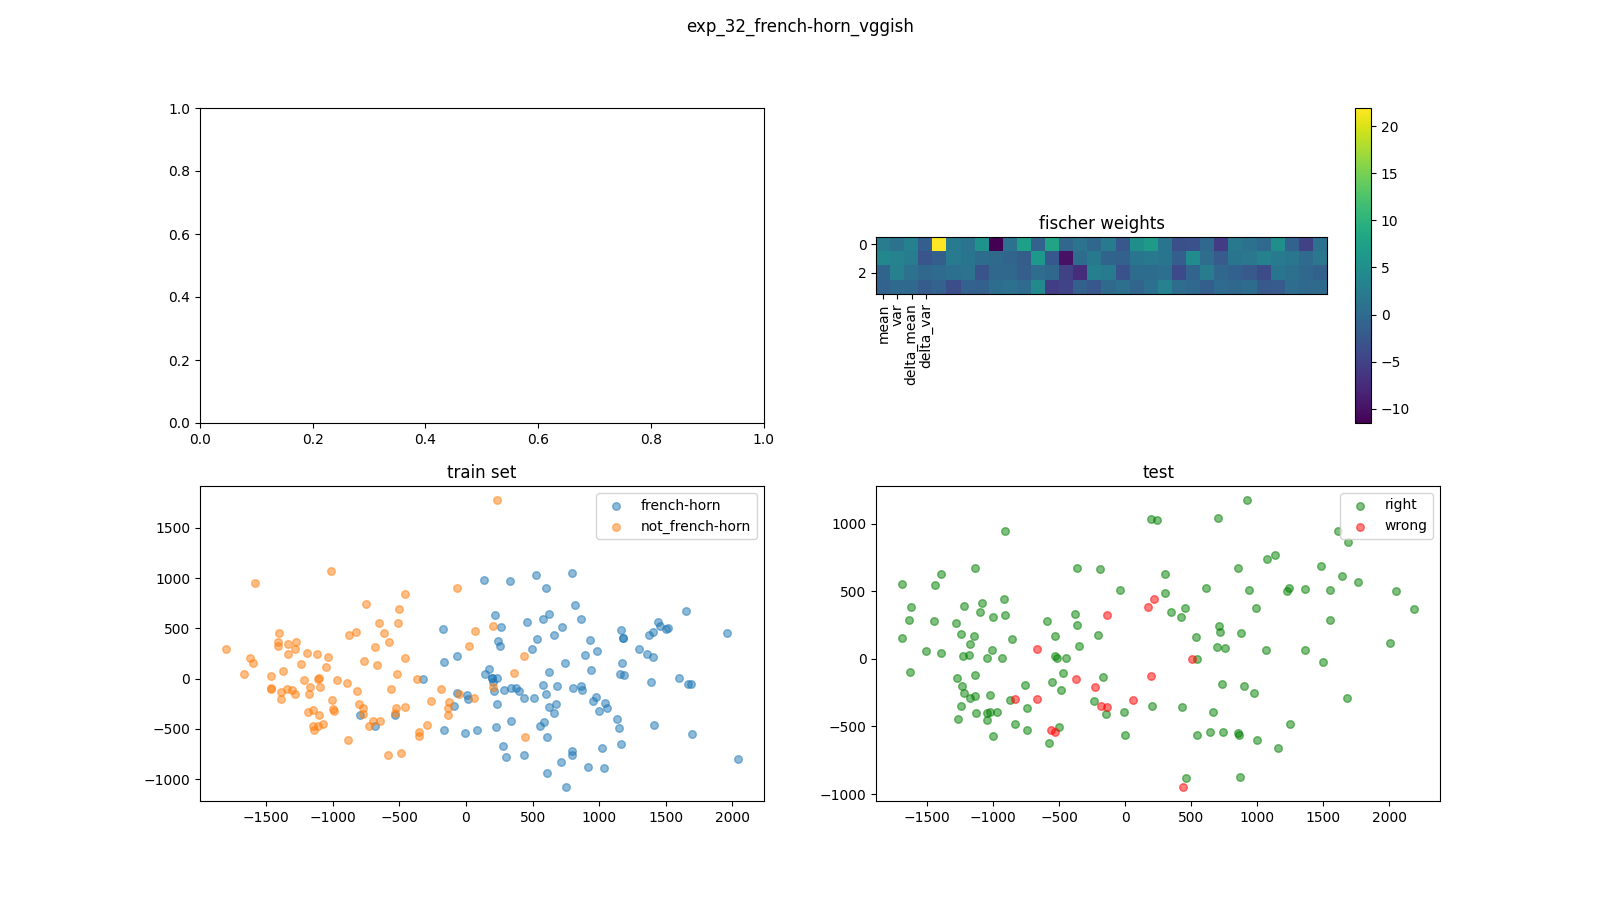 exp_32_french-horn_vggish
1.0
0.8
0.6
0.4
0.2
0.0
0.0 0.2 0.4 0.6 0.8 1.0
fischer weights
0
2
mean
var
delta_mean
delta_var
20
15
10
5
0
−5
−10
train set
french-horn
not_french-horn
1500
1000
500
0
−500
−1000
−1500 −1000 −500 0 500 1000 1500 2000
test
right
wrong
1000
500
0
−500
−1000
−1500 −1000 −500 0 500 1000 1500 2000